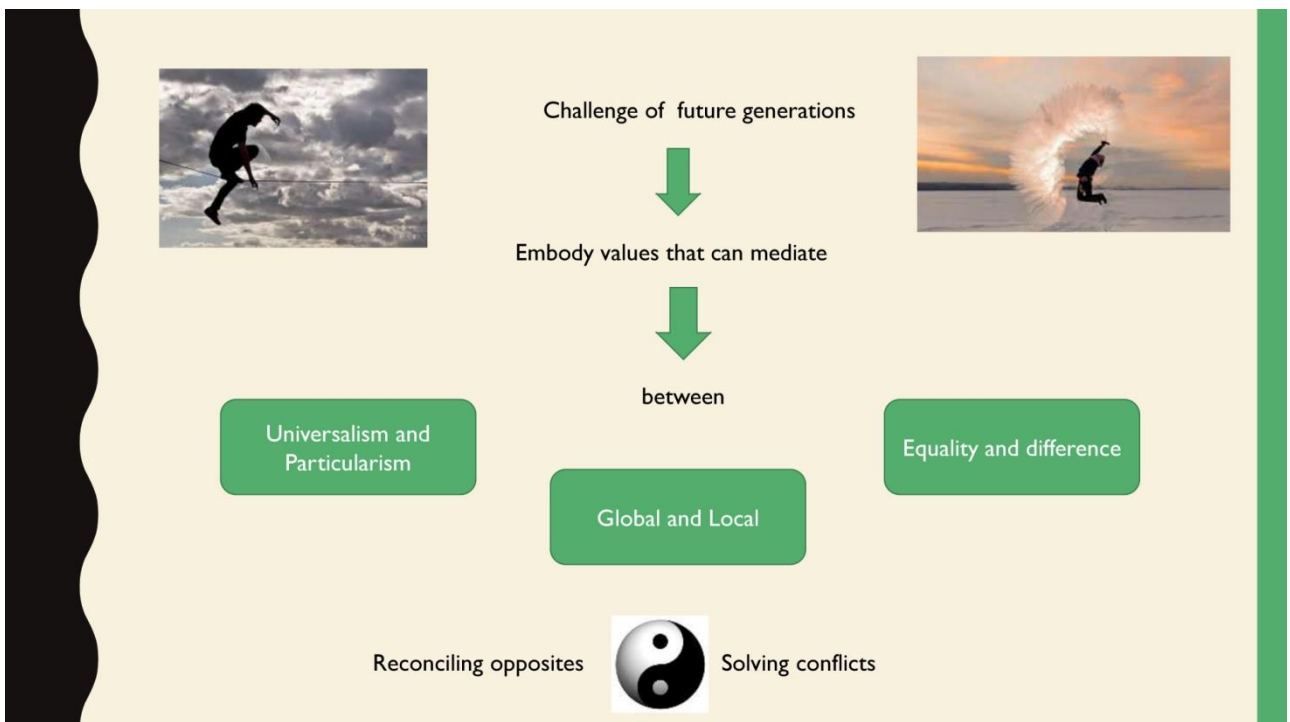 Challenge of future generations
Embody values that can mediate
between
Universalism and
Particularism
Equality and difference
Global and Local
Reconciling opposites
Solving conflicts